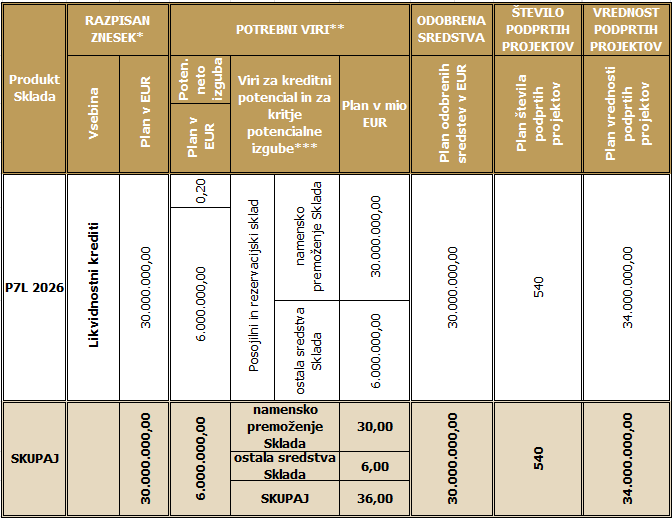 Produkt
Sklada
RAZPISAN
ZNESEK*
Vsebina
Plan v EUR
POTREBNI VIRI**
Poten.
neto
izguba
Plan v
EUR
Viri za kreditni
potencial in za
kritje
potencialne
izgube***
Plan v mio
EUR
ODOBRENA
SREDSTVA
Plan odobrenih
sredstev v EUR
ŠTEVILO
PODPRTIH
PROJEKTOV
Plan števila
podprtih
projektov
VREDNOST
PODPRTIH
PROJEKTOV
Plan vrednosti
podprtih
projektov
P7L 2026
Likvidnostni krediti
30.000.000,00
0,20
6.000.000,00
Posojilni in rezervacijski sklad
namensko
premoženje Sklada
30.000.000,00
ostala sredstva
Sklada
6.000.000,00
30.000.000,00
540
34.000.000,00
SKUPAJ
30.000.000,00
6.000.000,00
namensko
premoženje
Sklada
30,00
ostala sredstva
Sklada
6,00
SKUPAJ
36,00
30.000.000,00
540
34.000.000,00